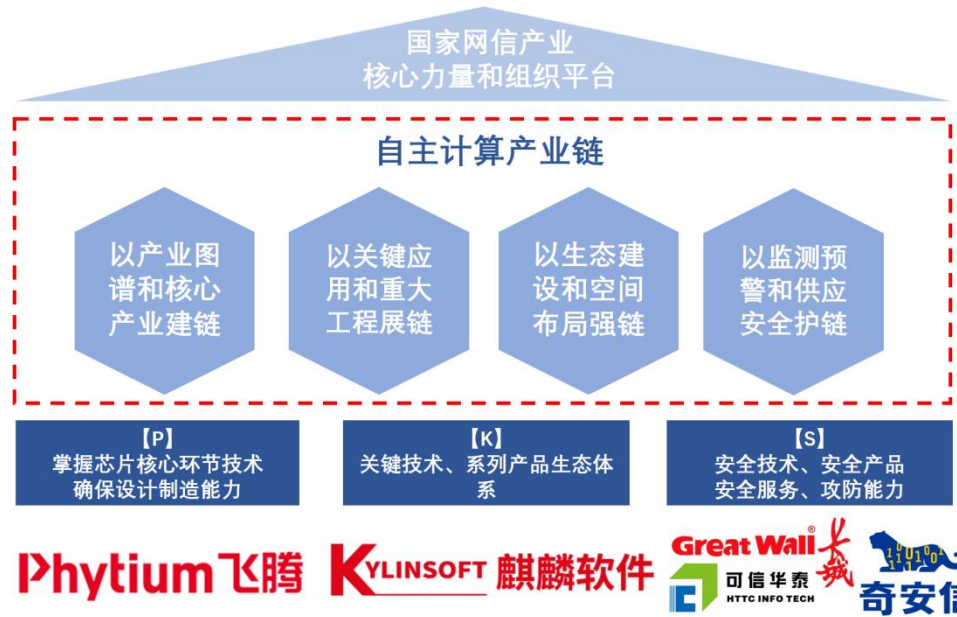 国家网信产业
核心力量和组织平台
自主计算产业链
以产业图
谱和核心
产业建链
以关键应
用和重大
工程展链
以生态建
设和空间
布局强链
以监测预
警和供应
安全护链
【P】
掌握芯片核心环节技术
确保设计制造能力
【K】
关键技术、系列产品生态体
系
【S】
安全技术、安全产品
安全服务、攻防能力
Phytium飞腾
KYLINSOFT 麒麟软件
Great Wall® 长城
可信华泰
HTTC INFO TECH
奇安信